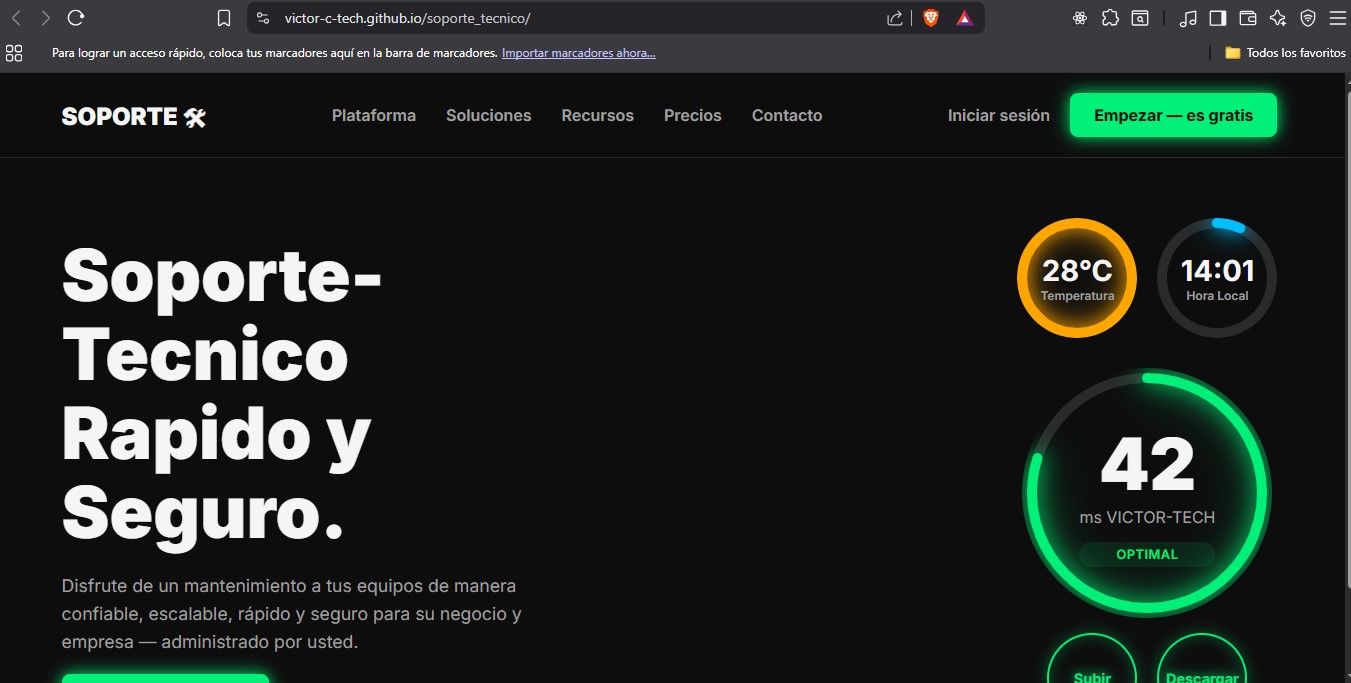 victor-c-tech.github.io/soporte_tecnico/
Para lograr un acceso rápido, coloca tus marcadores aquí en la barra de marcadores. Importar marcadores ahora...
Todos los favoritos
SOPORTE
Plataforma Soluciones Recursos Precios Contacto
Iniciar sesión
Empezar — es gratis
Soporte-
Tecnico
Rapido y
Seguro.
Disfrute de un mantenimiento a tus equipos de manera
confiable, escalable, rápido y seguro para su negocio y
empresa — administrado por usted.
28°C
Temperatura
14:01
Hora Local
42
ms VICTOR-TECH
OPTIMAL
Subir
Descargar